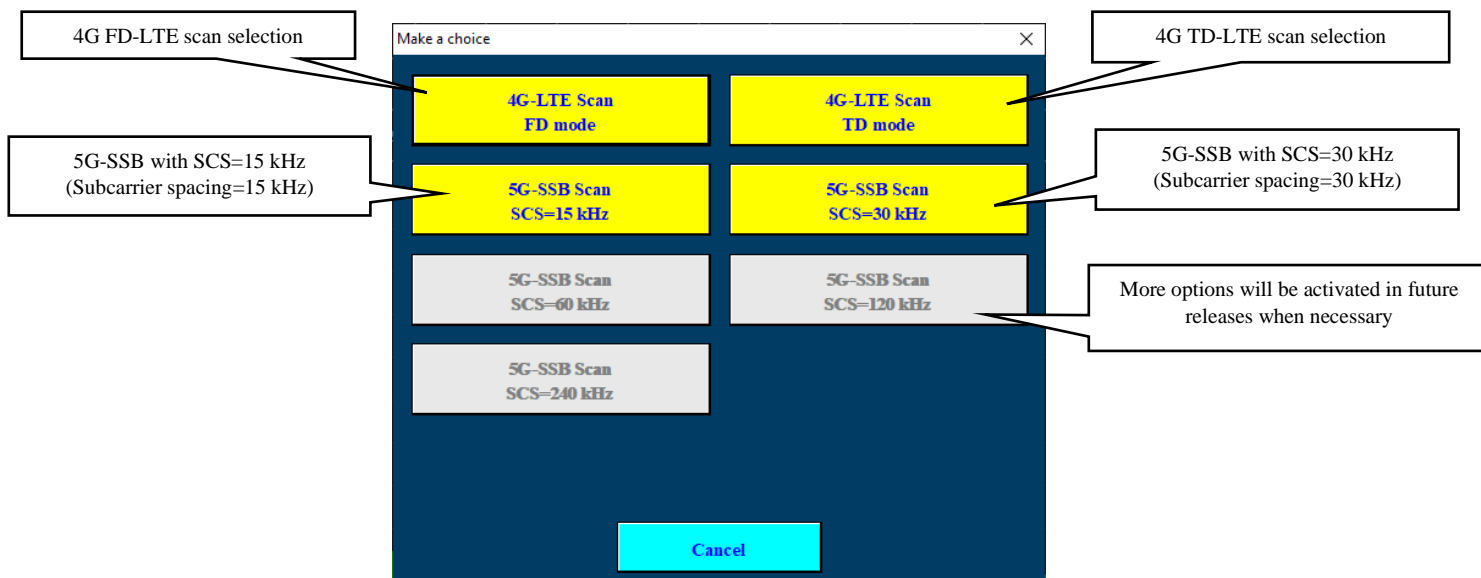 4G FD-LTE scan selection
Make a choice
4G TD-LTE scan selection
4G-LTE Scan
FD mode
4G-LTE Scan
TD mode
5G-SSB with SCS=15 kHz
(Subcarrier spacing=15 kHz)
5G-SSB Scan
SCS=15 kHz
5G-SSB Scan
SCS=30 kHz
5G-SSB with SCS=30 kHz
(Subcarrier spacing=30 kHz)
5G-SSB Scan
SCS=60 kHz
5G-SSB Scan
SCS=120 kHz
More options will be activated in future
releases when necessary
5G-SSB Scan
SCS=240 kHz
Cancel